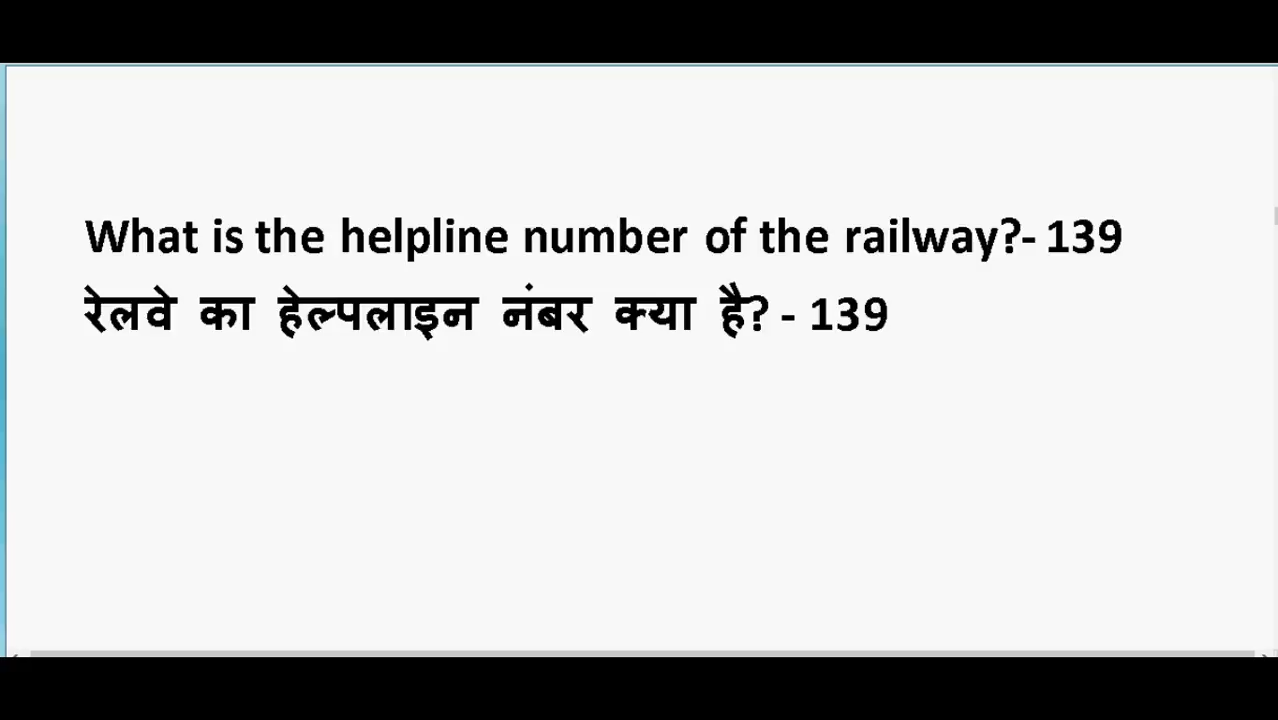 What is the helpline number of the railway?- 139
रेलवे का हेल्पलाइन नंबर क्या है? - 139